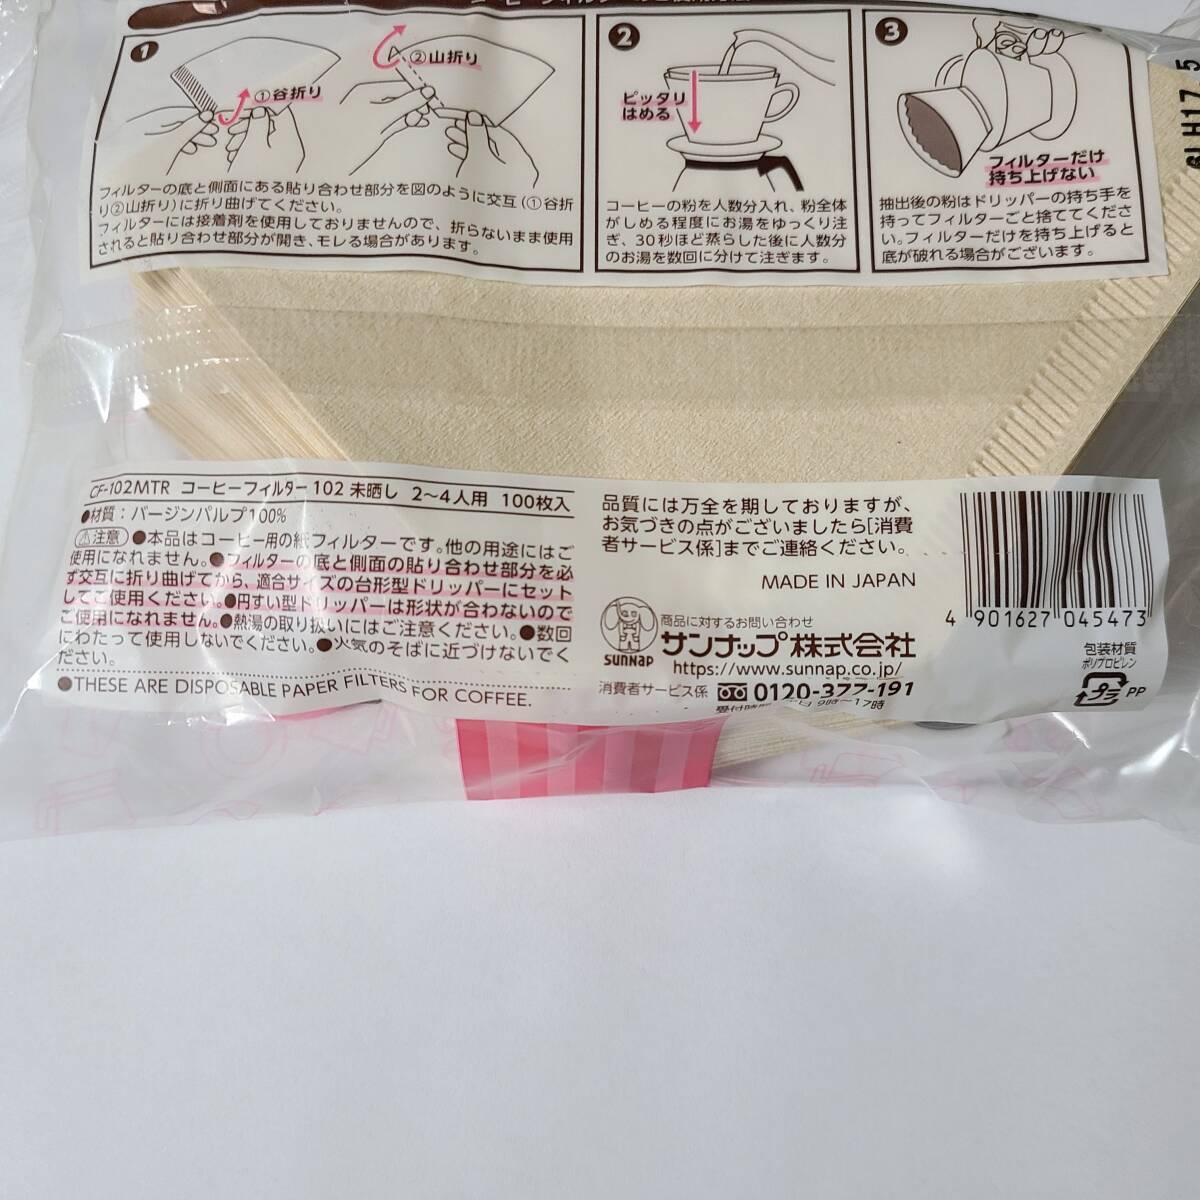 1
①谷折り
②山折り
フィルターの底と側面にある貼り合わせ部分を図のように交互(①谷折
り②山折り)に折り曲げてください。
フィルターには接着剤を使用しておりませんので、折らないまま使用
されると貼り合わせ部分が開き、モレる場合があります。
2
ピッタリ
はめる
コーヒーの粉を人数分入れ、粉全体
がしめる程度にお湯をゆっくり注
ぎ、30秒ほど蒸らした後に人数分
のお湯を数回に分けて注ぎます。
3
フィルターだけ
持ち上げない
抽出後の粉はドリッパーの持ち手を
持ってフィルターごと捨ててくださ
い。フィルターだけを持ち上げると
底が破れる場合がございます。
CF-102MTR コーヒーフィルター102 未晒し 2〜4人用 100枚入
●材質：バージンパルプ100%
⚠注意 ●本品はコーヒー用の紙フィルターです。他の用途にはご
使用になれません。●フィルターの底と側面の貼り合わせ部分を必
ず交互に折り曲げてから、適合サイズの台形型ドリッパーにセット
してご使用ください。●円すい型ドリッパーは形状が合わないので
ご使用になれません。●熱湯の取り扱いにはご注意ください。●数回
にわたって使用しないでください。●火気のそばに近づけないでく
ださい。
●THESE ARE DISPOSABLE PAPER FILTERS FOR COFFEE.
品質には万全を期しておりますが、
お気づきの点がございましたら[消費
者サービス係]までご連絡ください。
MADE IN JAPAN
SUNNAP
商品に対するお問い合わせ
サンナップ株式会社
https://www.sunnap.co.jp/
消費者サービス係 0120-377-191
受付時間 9時〜17時
4 901627 045473
包装材質
ポリプロピレン
プラ PP